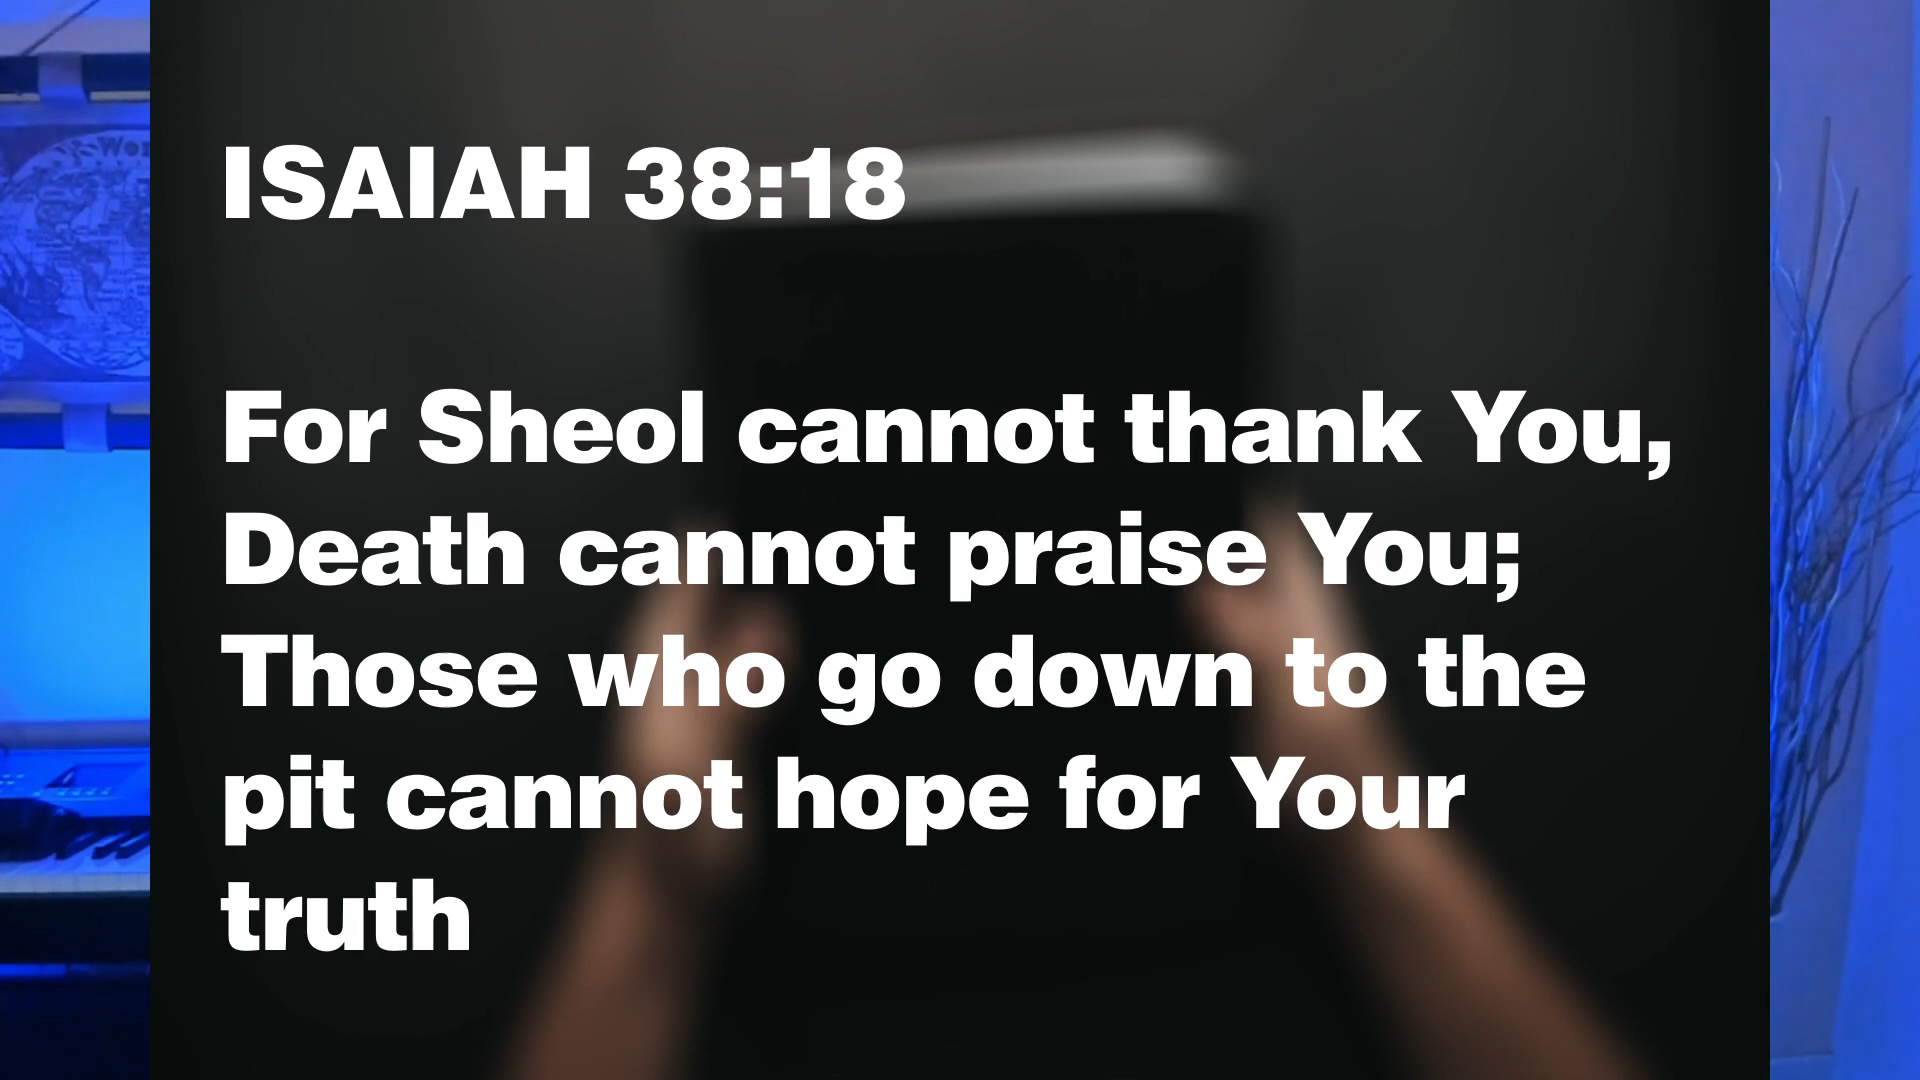 ISAIAH 38:18
For Sheol cannot thank You,
Death cannot praise You;
Those who go down to the
pit cannot hope for Your
truth